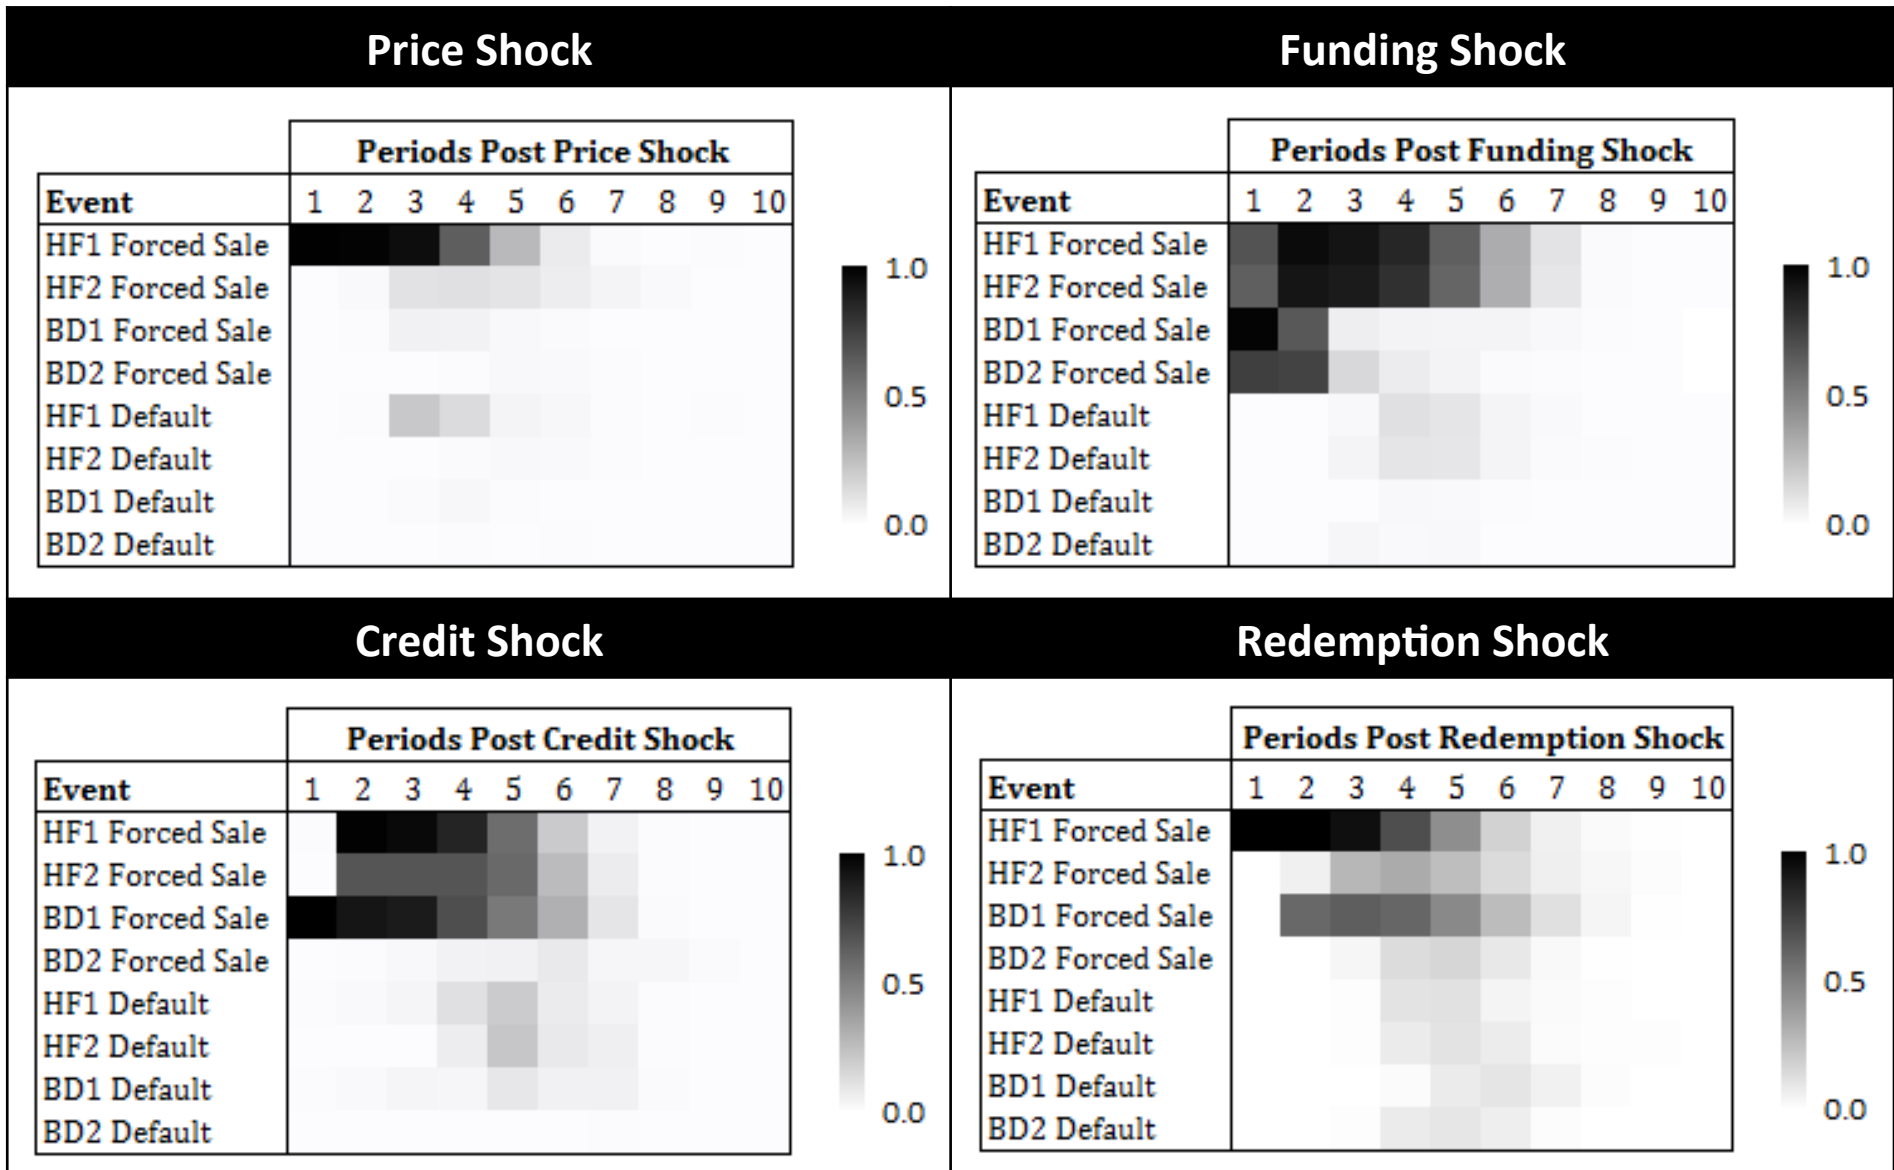 Price Shock
Periods Post Price Shock
Event 1 2 3 4 5 6 7 8 9 10
HF1 Forced Sale
HF2 Forced Sale
BD1 Forced Sale
BD2 Forced Sale
HF1 Default
HF2 Default
BD1 Default
BD2 Default
1.0
0.5
0.0
Funding Shock
Periods Post Funding Shock
Event 1 2 3 4 5 6 7 8 9 10
HF1 Forced Sale
HF2 Forced Sale
BD1 Forced Sale
BD2 Forced Sale
HF1 Default
HF2 Default
BD1 Default
BD2 Default
1.0
0.5
0.0
Credit Shock
Periods Post Credit Shock
Event 1 2 3 4 5 6 7 8 9 10
HF1 Forced Sale
HF2 Forced Sale
BD1 Forced Sale
BD2 Forced Sale
HF1 Default
HF2 Default
BD1 Default
BD2 Default
1.0
0.5
0.0
Redemption Shock
Periods Post Redemption Shock
Event 1 2 3 4 5 6 7 8 9 10
HF1 Forced Sale
HF2 Forced Sale
BD1 Forced Sale
BD2 Forced Sale
HF1 Default
HF2 Default
BD1 Default
BD2 Default
1.0
0.5
0.0